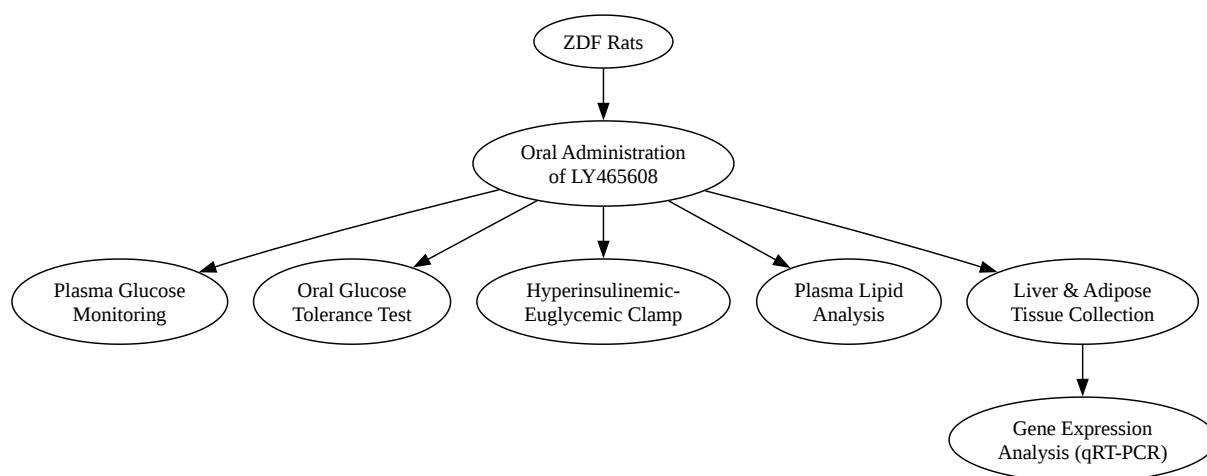 ZDF Rats
Oral Administration
of LY465608
Plasma Glucose
Monitoring
Oral Glucose
Tolerance Test
Hyperinsulinemic-
Euglycemic Clamp
Plasma Lipid
Analysis
Liver & Adipose
Tissue Collection
Gene Expression
Analysis (qRT-PCR)